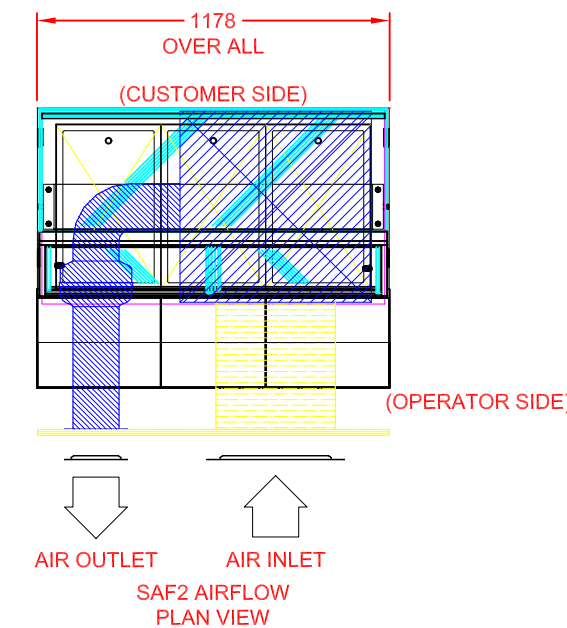 1178
OVER ALL
(CUSTOMER SIDE)
(OPERATOR SIDE)
AIR OUTLET
AIR INLET
SAF2 AIRFLOW
PLAN VIEW